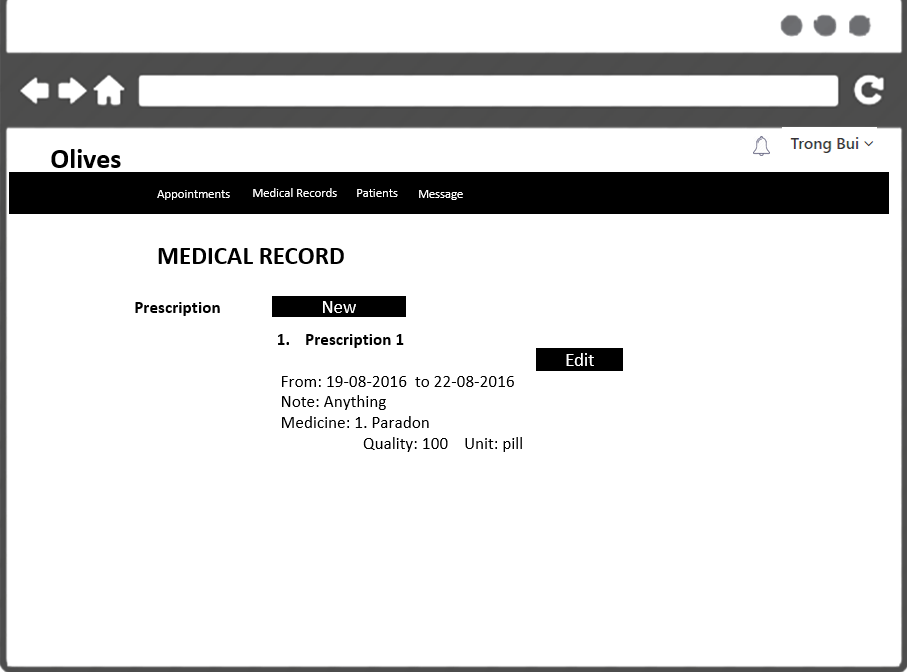 Trong Bui
Olives
Appointments Medical Records Patients Message
MEDICAL RECORD
Prescription New
1. Prescription 1
Edit
From: 19-08-2016 to 22-08-2016
Note: Anything
Medicine: 1. Paradon
Quality: 100 Unit: pill